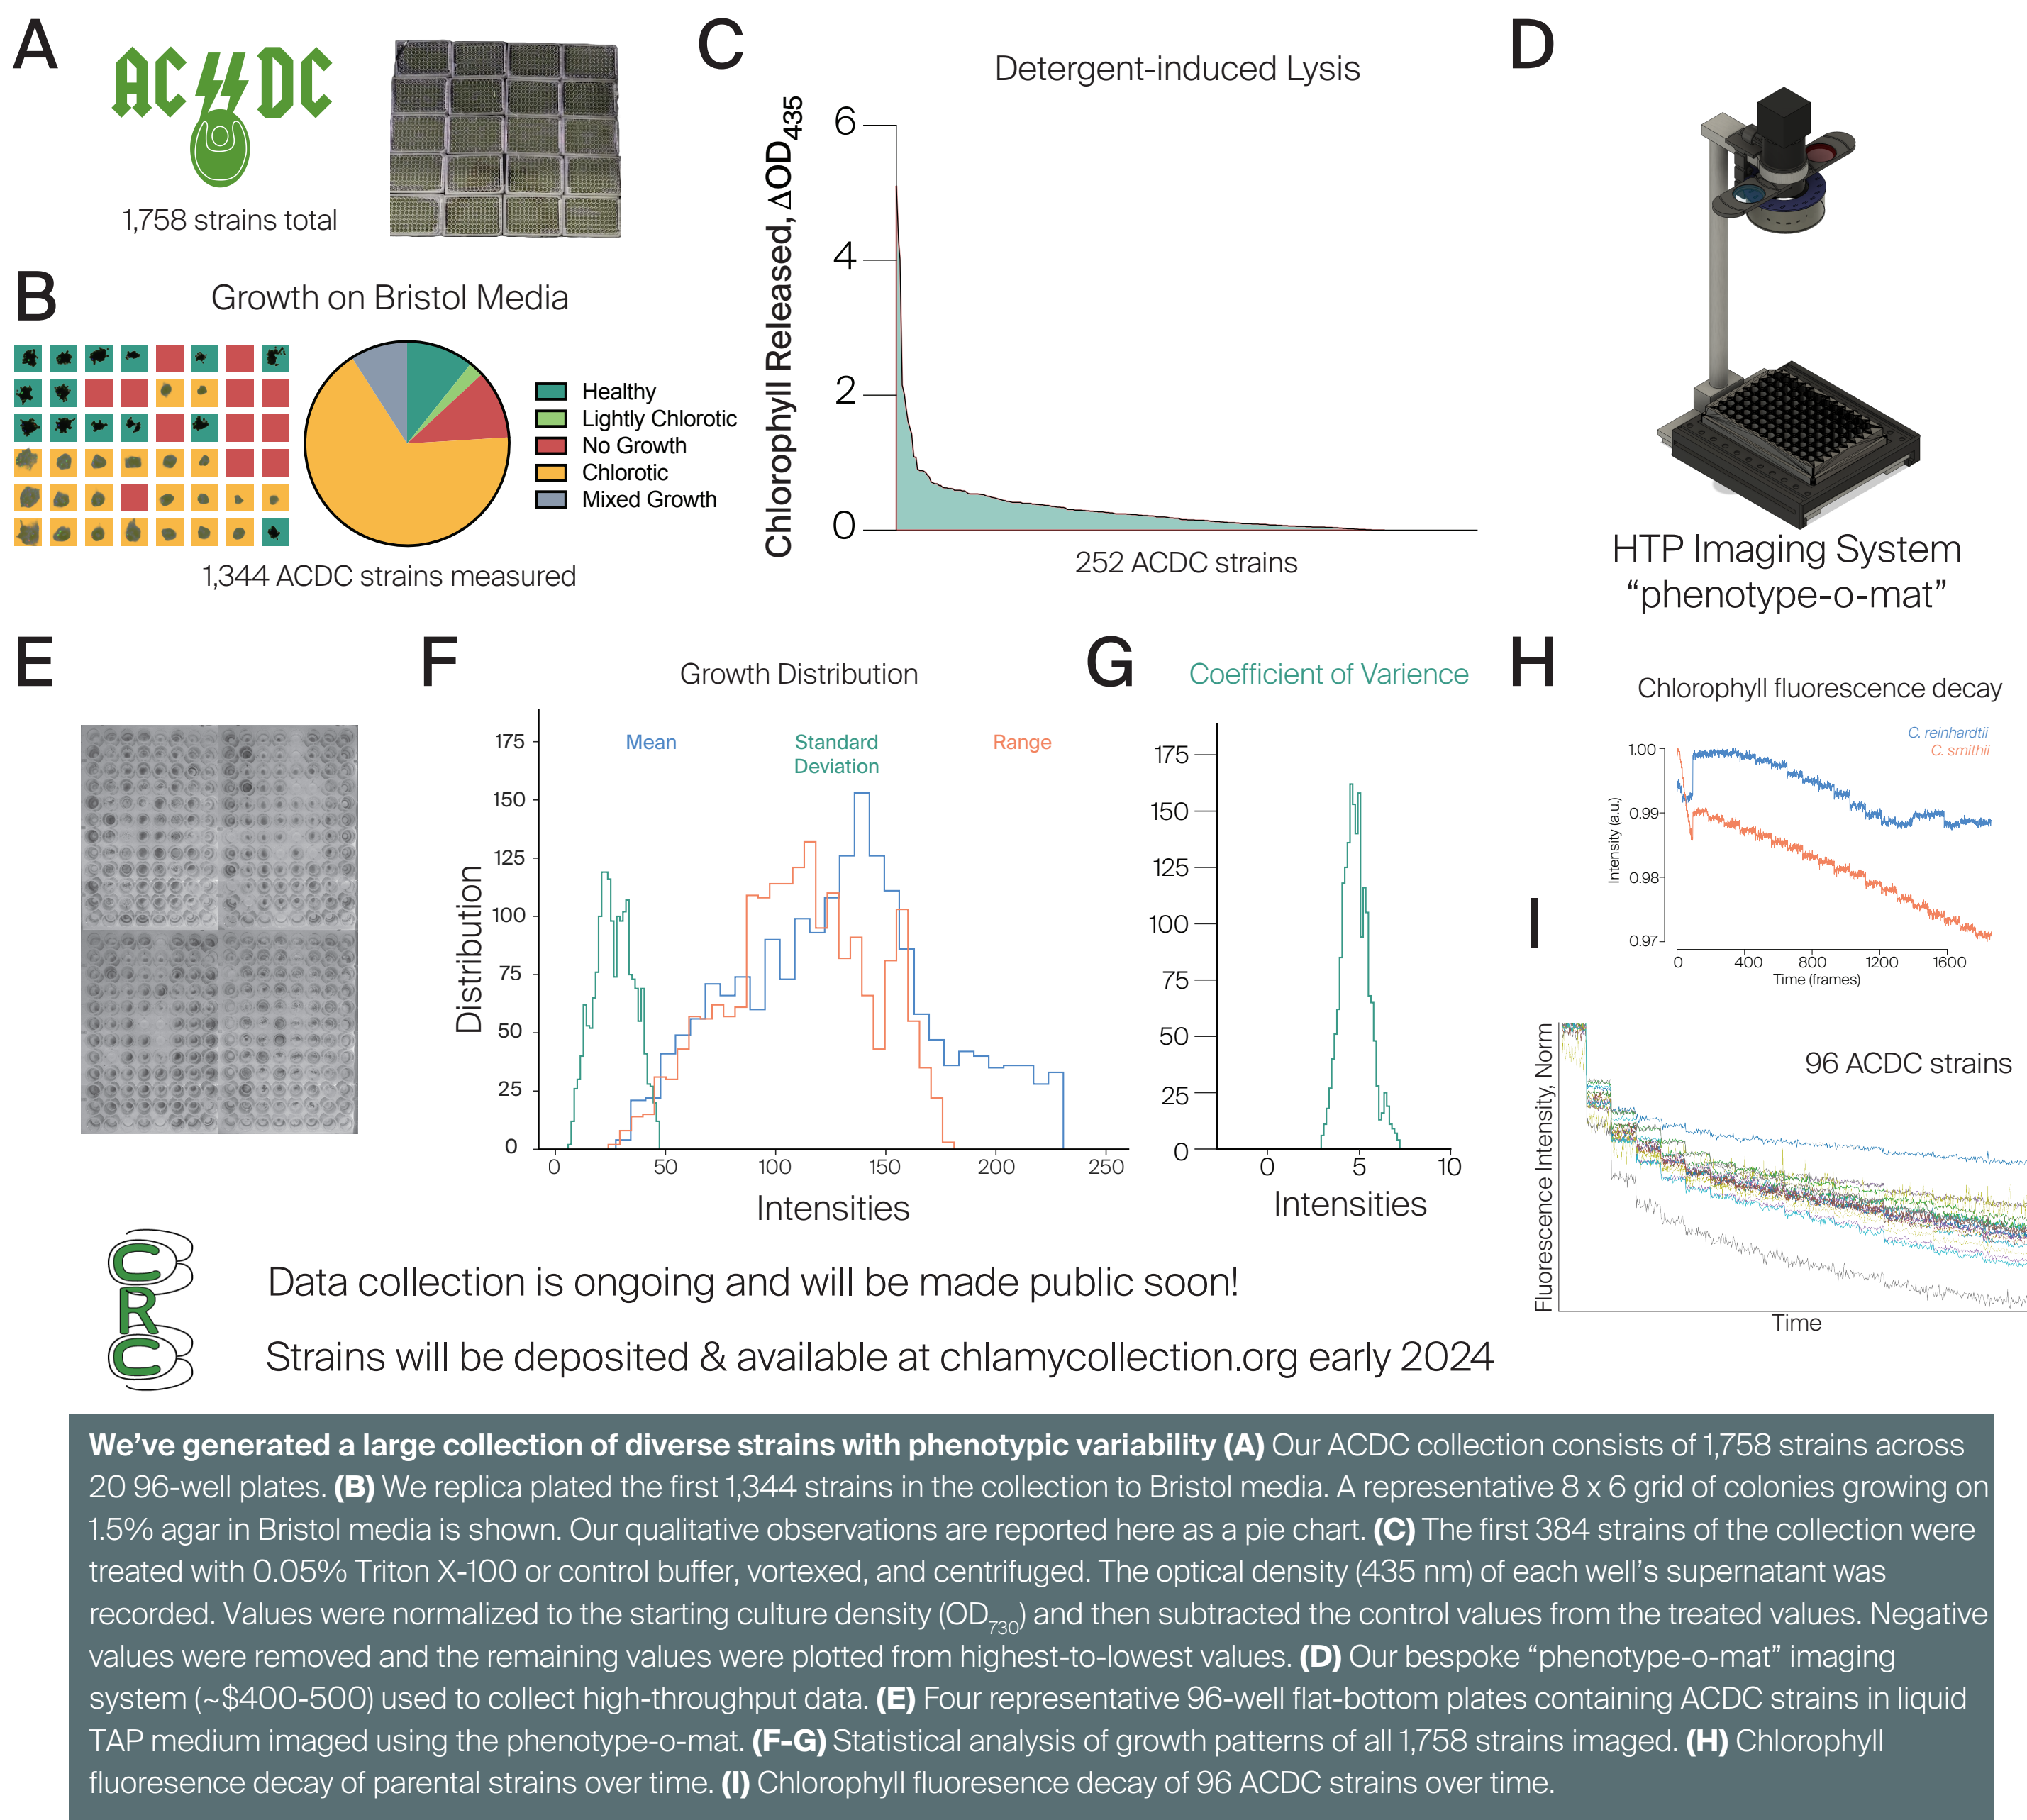 A
AC DC
1,758 strains total
B
Growth on Bristol Media
Healthy
Lightly Chlorotic
No Growth
Chlorotic
Mixed Growth
1,344 ACDC strains measured
C
Detergent-induced Lysis
Chlorophyll Released, ΔOD435
6
4
2
0
252 ACDC strains
D
HTP Imaging System
“phenotype-o-mat”
E
F
Growth Distribution
Mean
Standard
Deviation
Range
Distribution
175
150
125
100
75
50
25
0
0 50 100 150 200 250
Intensities
G
Coefficient of Varience
175
150
125
100
75
50
25
0
0 5 10
Intensities
H
Chlorophyll fluorescence decay
C. reinhardtii
C. smithii
Intensity (a.u.)
1.00
0.99
0.98
0.97
0 400 800 1200 1600
Time (frames)
I
96 ACDC strains
Fluorescence Intensity, Norm
Time
C
R
C
Data collection is ongoing and will be made public soon!
Strains will be deposited & available at chlamycollection.org early 2024
We’ve generated a large collection of diverse strains with phenotypic variability (A) Our ACDC collection consists of 1,758 strains across
20 96-well plates. (B) We replica plated the first 1,344 strains in the collection to Bristol media. A representative 8 x 6 grid of colonies growing on
1.5% agar in Bristol media is shown. Our qualitative observations are reported here as a pie chart. (C) The first 384 strains of the collection were
treated with 0.05% Triton X-100 or control buffer, vortexed, and centrifuged. The optical density (435 nm) of each well’s supernatant was
recorded. Values were normalized to the starting culture density (OD730) and then subtracted the control values from the treated values. Negative
values were removed and the remaining values were plotted from highest-to-lowest values. (D) Our bespoke “phenotype-o-mat” imaging
system (~$400-500) used to collect high-throughput data. (E) Four representative 96-well flat-bottom plates containing ACDC strains in liquid
TAP medium imaged using the phenotype-o-mat. (F-G) Statistical analysis of growth patterns of all 1,758 strains imaged. (H) Chlorophyll
fluoresence decay of parental strains over time. (I) Chlorophyll fluoresence decay of 96 ACDC strains over time.